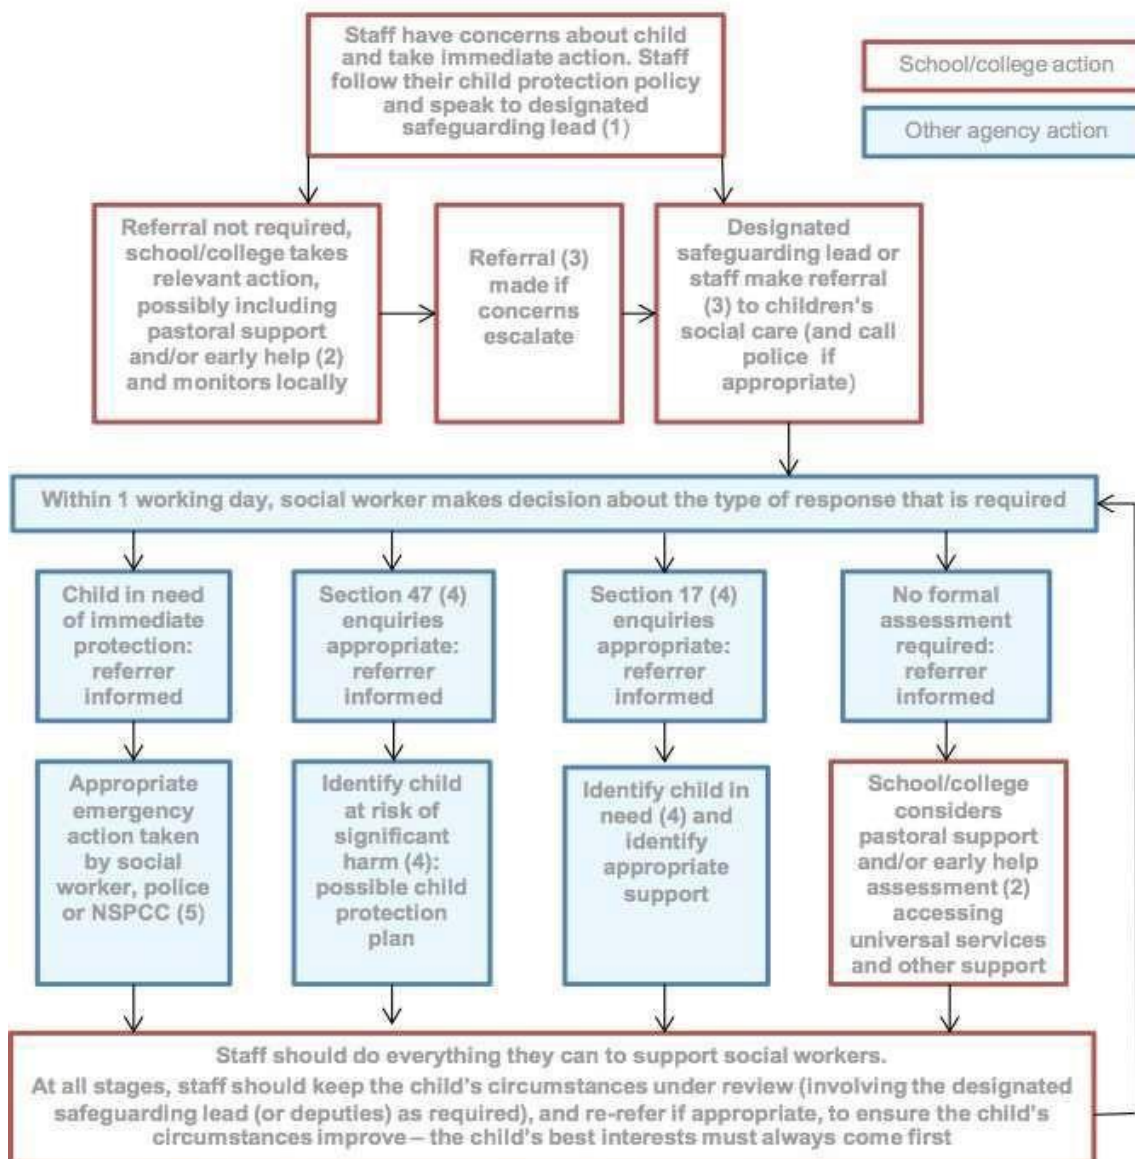 Staff have concerns about child
and take immediate action. Staff
follow their child protection policy
and speak to designated
safeguarding lead (1)
School/college action
Other agency action
Referral not required,
school/college takes
relevant action,
possibly including
pastoral support
and/or early help (2)
and monitors locally
Referral (3)
made if
concerns
escalate
Designated
safeguarding lead or
staff make referral
(3) to children's
social care (and call
police if
appropriate)
Within 1 working day, social worker makes decision about the type of response that is required
Child in need
of immediate
protection:
referrer
informed
Section 47 (4)
enquiries
appropriate:
referrer
informed
Section 17 (4)
enquiries
appropriate:
referrer
informed
No formal
assessment
required:
referrer
informed
Appropriate
emergency
action taken
by social
worker, police
or NSPCC (5)
Identify child
at risk of
significant
harm (4):
possible child
protection
plan
Identify child in
need (4) and
identify
appropriate
support
School/college
considers
pastoral support
and/or early help
assessment (2)
accessing
universal services
and other support
Staff should do everything they can to support social workers.
At all stages, staff should keep the child's circumstances under review (involving the designated
safeguarding lead (or deputies) as required), and re-refer if appropriate, to ensure the child's
circumstances improve – the child's best interests must always come first